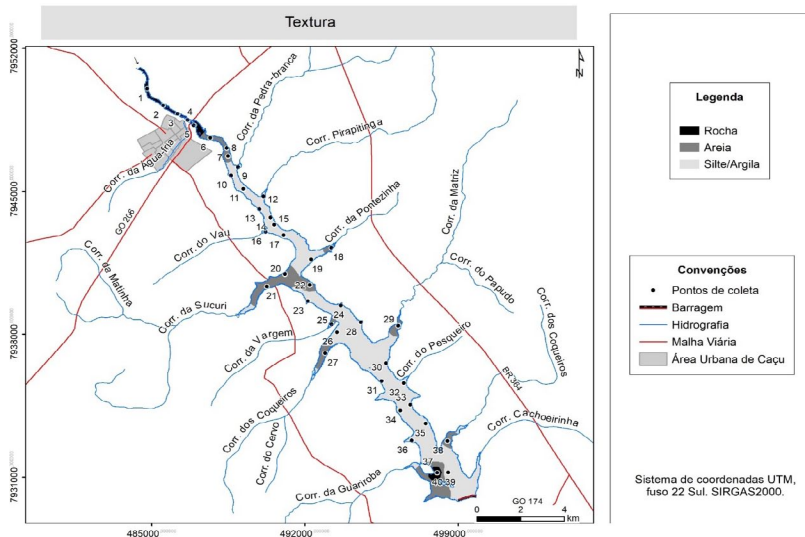 Textura
7952000
7945000
7938000
7931000
485000
492000
499000
N
1
2
3
4
5
6
7
8
9
10
11
12
13
14
15
16
17
18
19
20
21
22
23
24
25
26
27
28
29
30
31
32
33
34
35
36
37
38
40
39
Corr. da Pedra-branca
Corr. Pirapitinga
Corr. da Água-fria
Corr. da Pontezinha
Corr. da Matriz
GO 206
Corr. do Vau
Corr. da Matinha
Corr. da Sucuri
Corr. do Papudo
Corr. dos Coqueiros
Corr. da Vargem
Corr. do Pesqueiro
BR 364
Corr. dos Coqueiros
Corr. do Cervo
Corr. Cachoeirinha
Corr. da Guariroba
GO 174
0 2 4
km
Legenda
Rocha
Areia
Silte/Argila
Convenções
Pontos de coleta
Barragem
Hidrografia
Malha Viária
Área Urbana de Caçu
Sistema de coordenadas UTM,
fuso 22 Sul. SIRGAS2000.